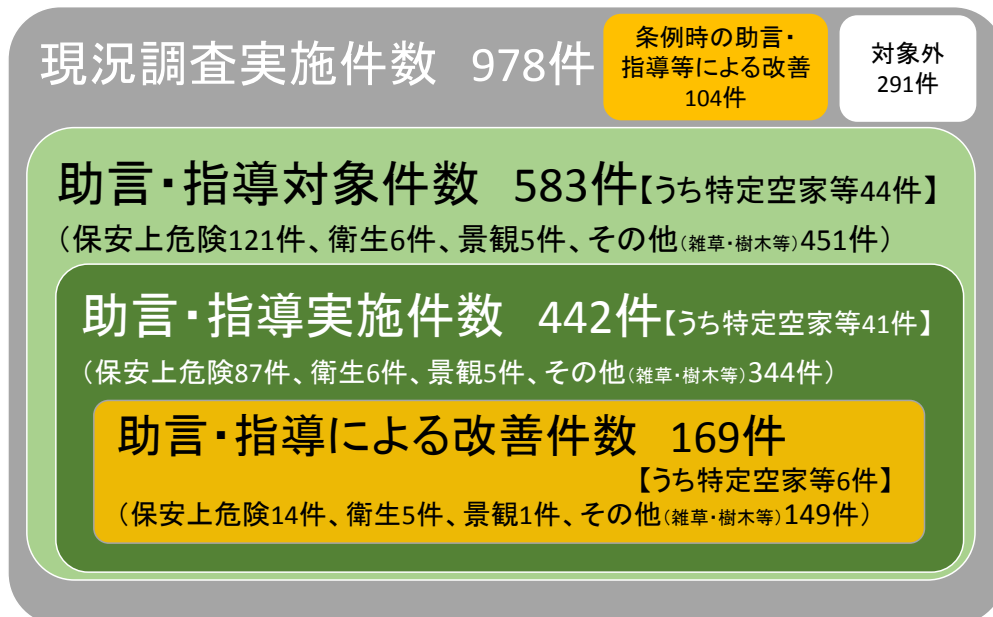 現況調査実施件数 978件
条例時の助言・
指導等による改善
104件
対象外
291件
助言・指導対象件数 583件【うち特定空家等44件】
（保安上危険121件、衛生6件、景観5件、その他(雑草・樹木等)451件）
助言・指導実施件数 442件【うち特定空家等41件】
（保安上危険87件、衛生6件、景観5件、その他(雑草・樹木等)344件）
助言・指導による改善件数 169件
【うち特定空家等6件】
（保安上危険14件、衛生5件、景観1件、その他(雑草・樹木等)149件）